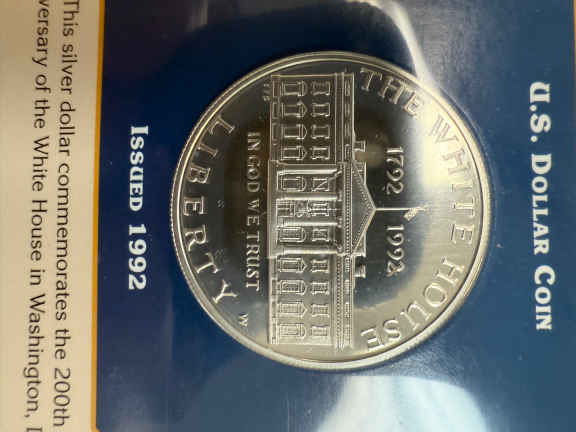 U.S. DOLLAR COIN
THE WHITE HOUSE
1792 1992
IN GOD WE TRUST
LIBERTY
W
ISSUED 1992
This silver dollar commemorates the 200th
versary of the White House in Washington,